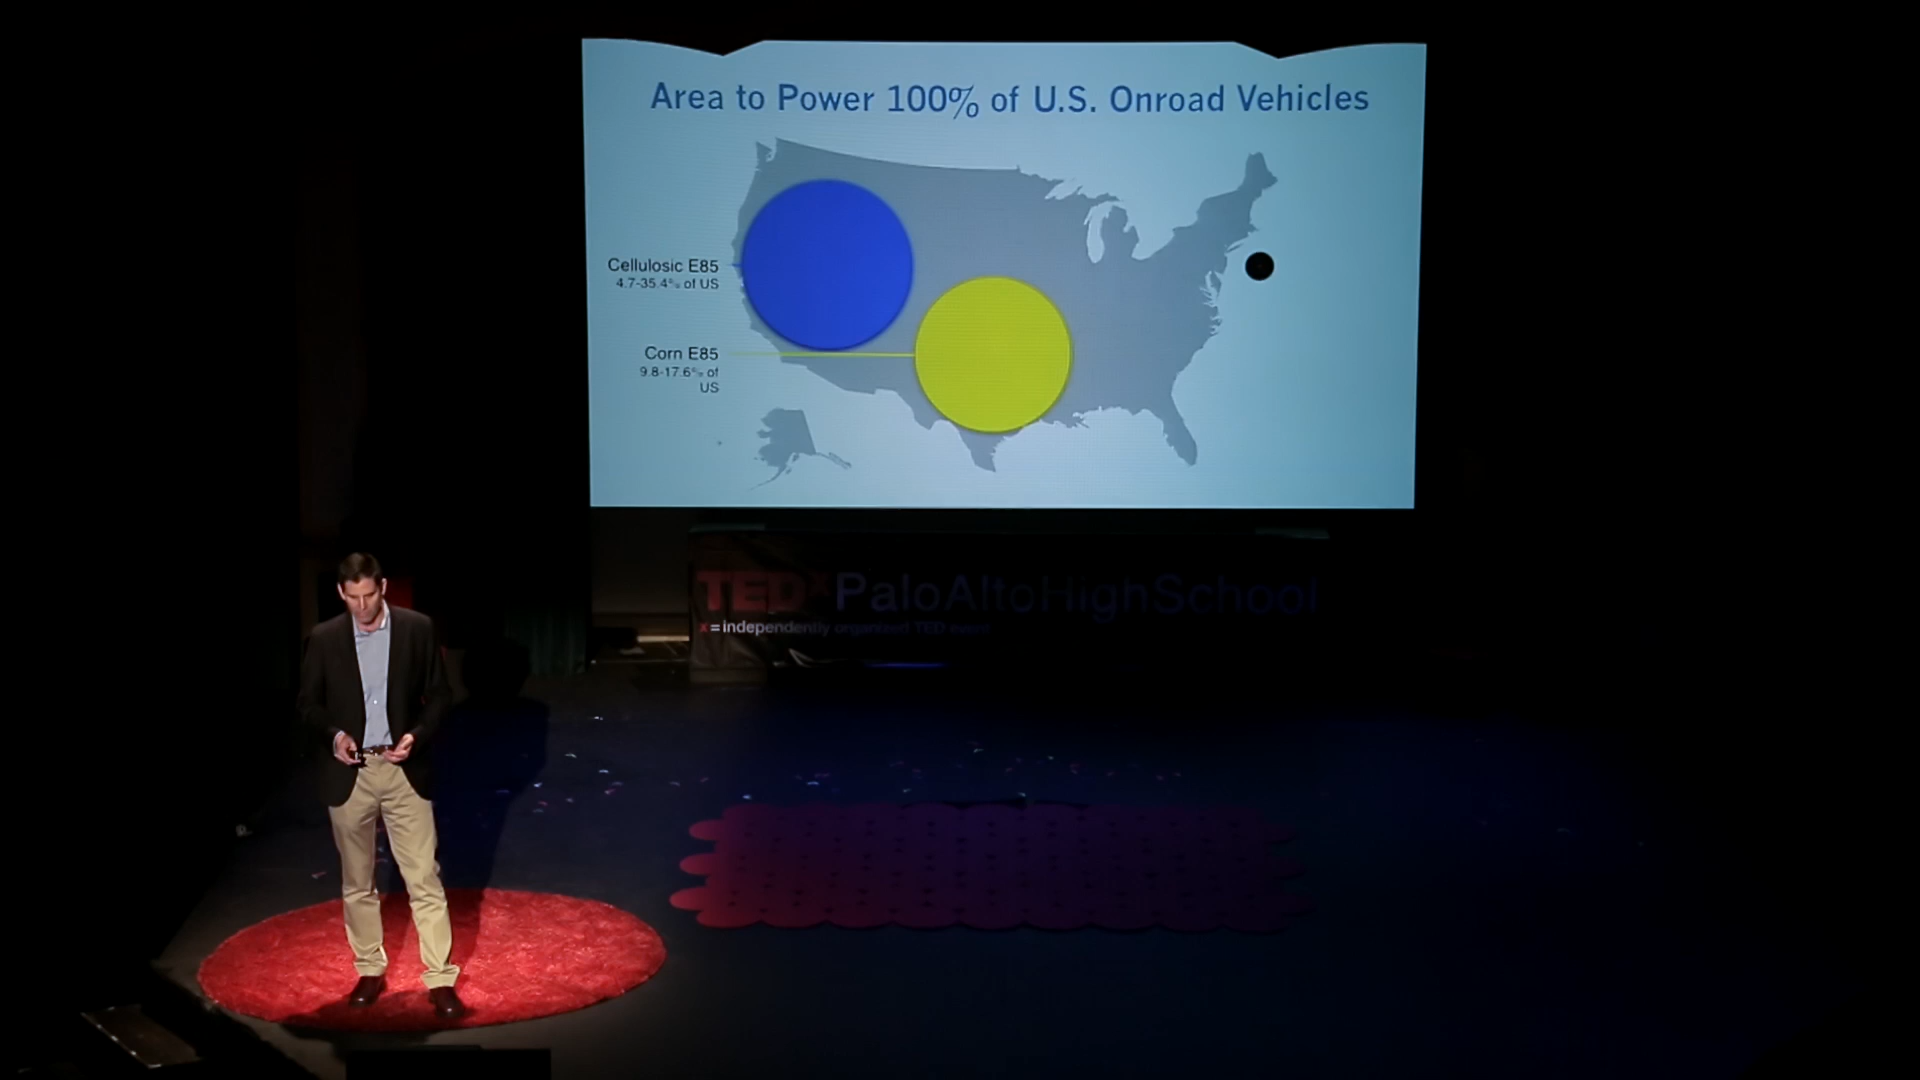 Area to Power 100% of U.S. Onroad Vehicles
Cellulosic E85
4.7-35.4% of US
Corn E85
9.8-17.6% of
US
TEDxPaloAltoHighSchool
x=independently organized TED event